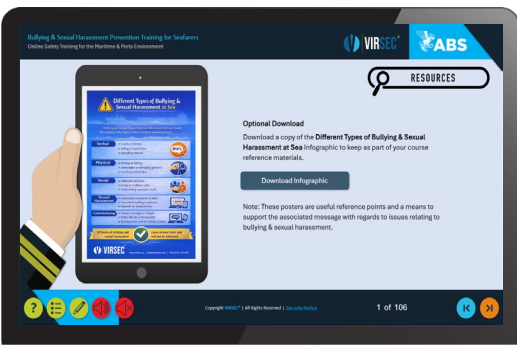 Bullying & Sexual Harassment Prevention Training for Seafarers
Online Safety Training for the Maritime & Ports Environment
VIRSEC
ABS
RESOURCES
Different Types of Bullying &
Sexual Harassment at Sea
Verbal
Physical
Social
Sexual
Harassment
VIRSEC
Optional Download
Download a copy of the Different Types of Bullying & Sexual
Harassment at Sea Infographic to keep as part of your course
reference materials.
Download Infographic
Note: These posters are useful reference points and a means to
support the associated message with regards to issues relating to
bullying & sexual harassment.
?
Copyright VIRSEC® | All Rights Reserved | Security Notice
1 of 106